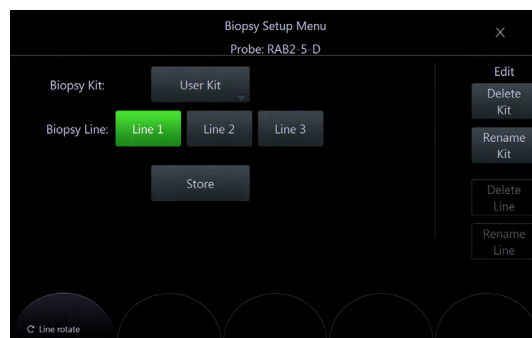 Biopsy Setup Menu
X
Probe: RAB2-5-D
Edit
Biopsy Kit:
User Kit
Delete
Kit
Biopsy Line:
Line 1
Line 2
Line 3
Rename
Kit
Store
Delete
Line
Rename
Line
Line rotate